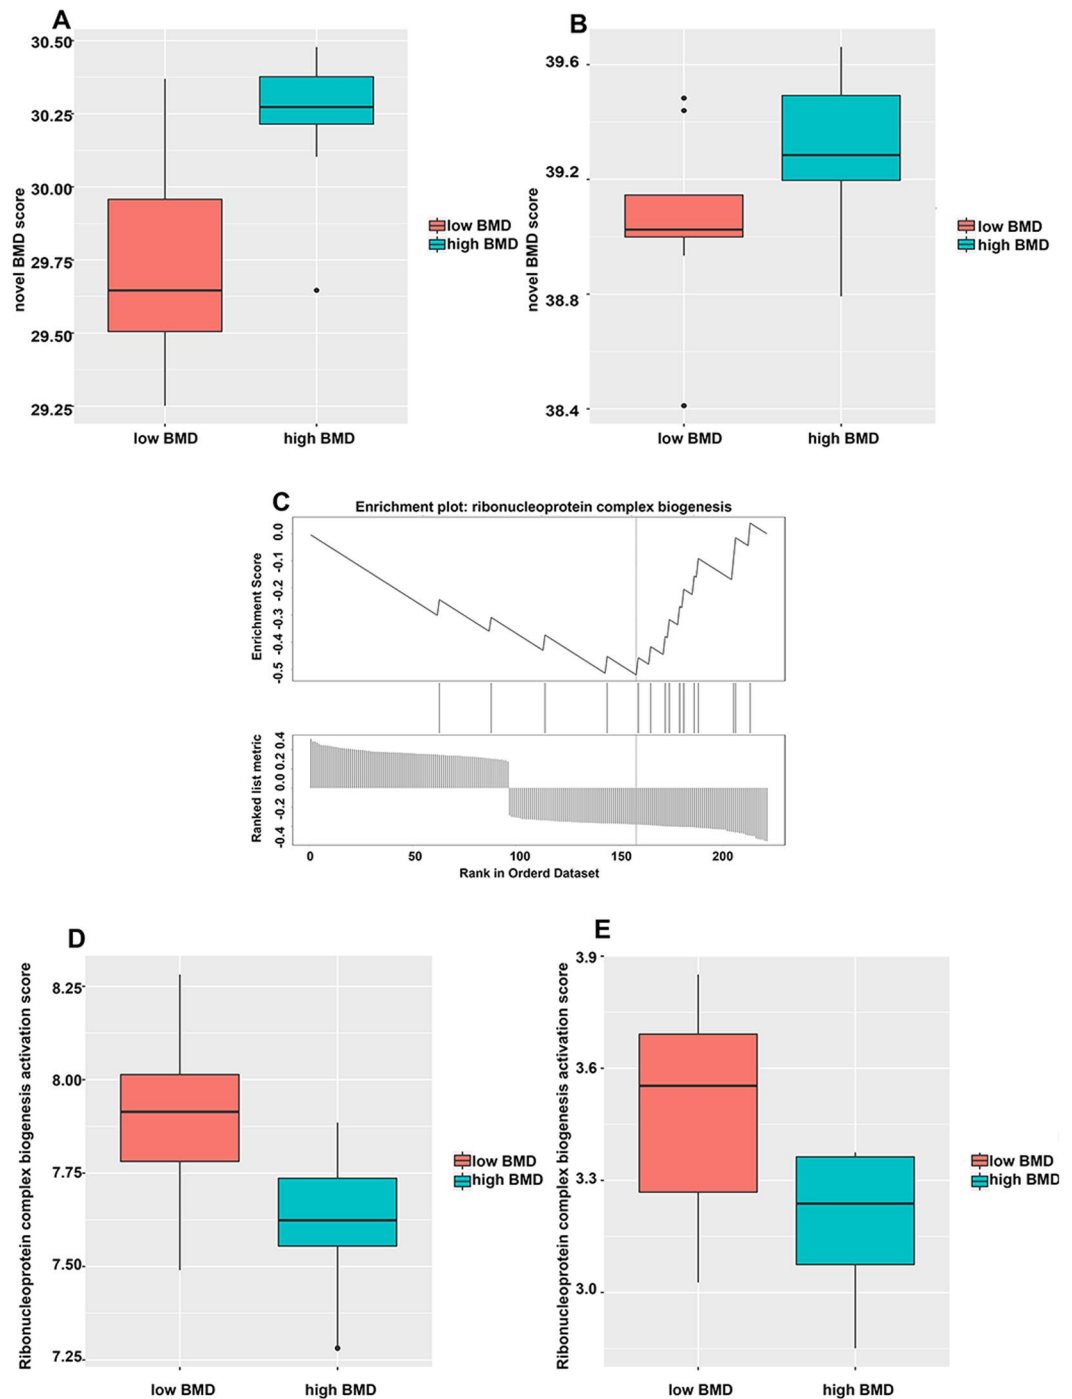 A
novel BMD score
30.50
30.25
30.00
29.75
29.50
29.25
low BMD
high BMD
low BMD
high BMD
B
novel BMD score
39.6
39.2
38.8
38.4
low BMD
high BMD
low BMD
high BMD
C
Enrichment plot: ribonucleoprotein complex biogenesis
Enrichment Score
0.0
-0.1
-0.2
-0.3
-0.4
-0.5
Ranked list metric
0.4
0.2
0.0
-0.2
-0.4
0
50
100
150
200
Rank in Orderd Dataset
D
Ribonucleoprotein complex biogenesis activation score
8.25
8.00
7.75
7.50
7.25
low BMD
high BMD
low BMD
high BMD
E
Ribonucleoprotein complex biogenesis activation score
3.9
3.6
3.3
3.0
low BMD
high BMD
low BMD
high BMD